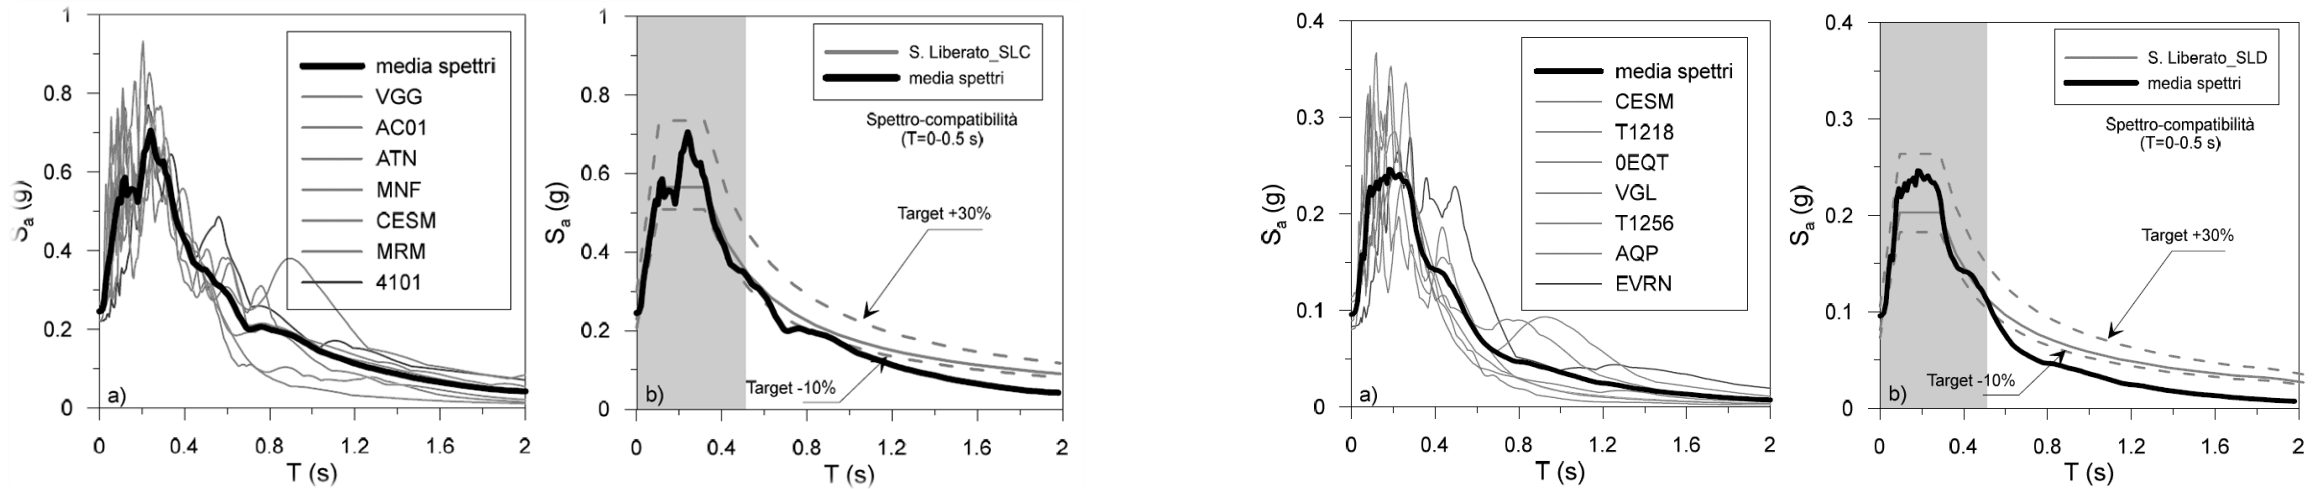 1
0.8
0.6
0.4
0.2
0
Sa (g)
media spettri
VGG
AC01
ATN
MNF
CESM
MRM
4101
a)
0 0.4 0.8 1.2 1.6 2
T (s)
1
0.8
0.6
0.4
0.2
0
Sa (g)
S. Liberato_SLC
media spettri
Spettro-compatibilità
(T=0-0.5 s)
Target +30%
Target -10%
b)
0 0.4 0.8 1.2 1.6 2
T (s)
0.4
0.3
0.2
0.1
0
Sa (g)
media spettri
CESM
T1218
0EQT
VGL
T1256
AQP
EVRN
a)
0 0.4 0.8 1.2 1.6 2
T (s)
0.4
0.3
0.2
0.1
0
Sa (g)
S. Liberato_SLD
media spettri
Spettro-compatibilità
(T=0-0.5 s)
Target +30%
Target -10%
b)
0 0.4 0.8 1.2 1.6 2
T (s)